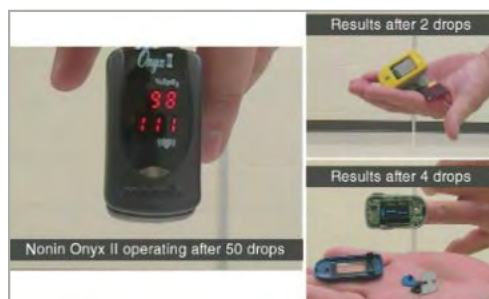 Onyx II
%SpO2
98
111
Nonin Onyx II operating after 50 drops
Results after 2 drops
Results after 4 drops